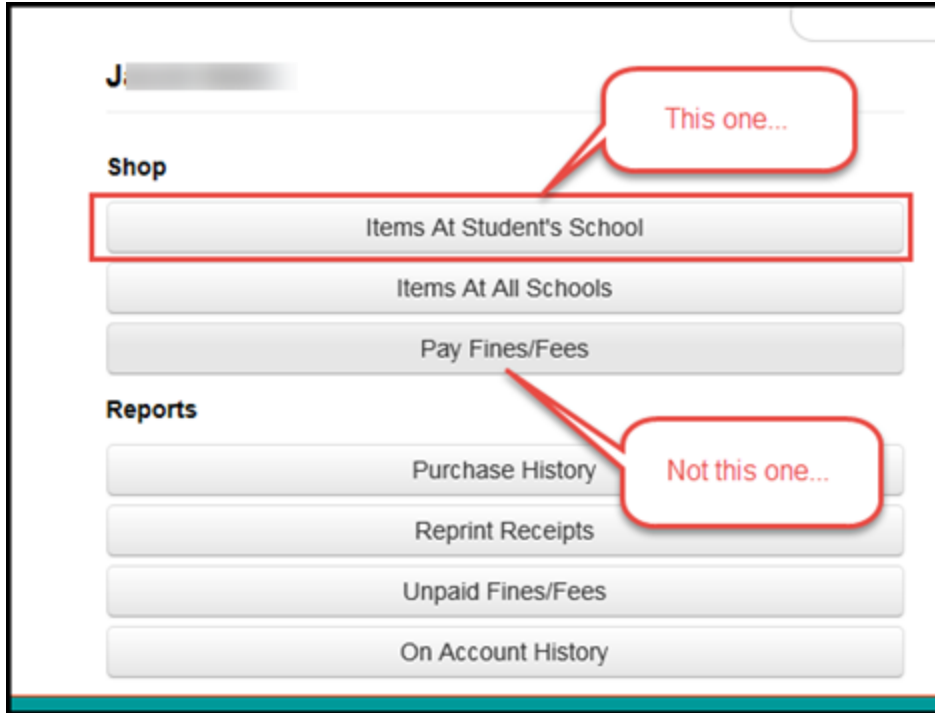 This one...
Shop
Items At Student's School
Items At All Schools
Pay Fines/Fees
Reports
Purchase History
Not this one...
Reprint Receipts
Unpaid Fines/Fees
On Account History